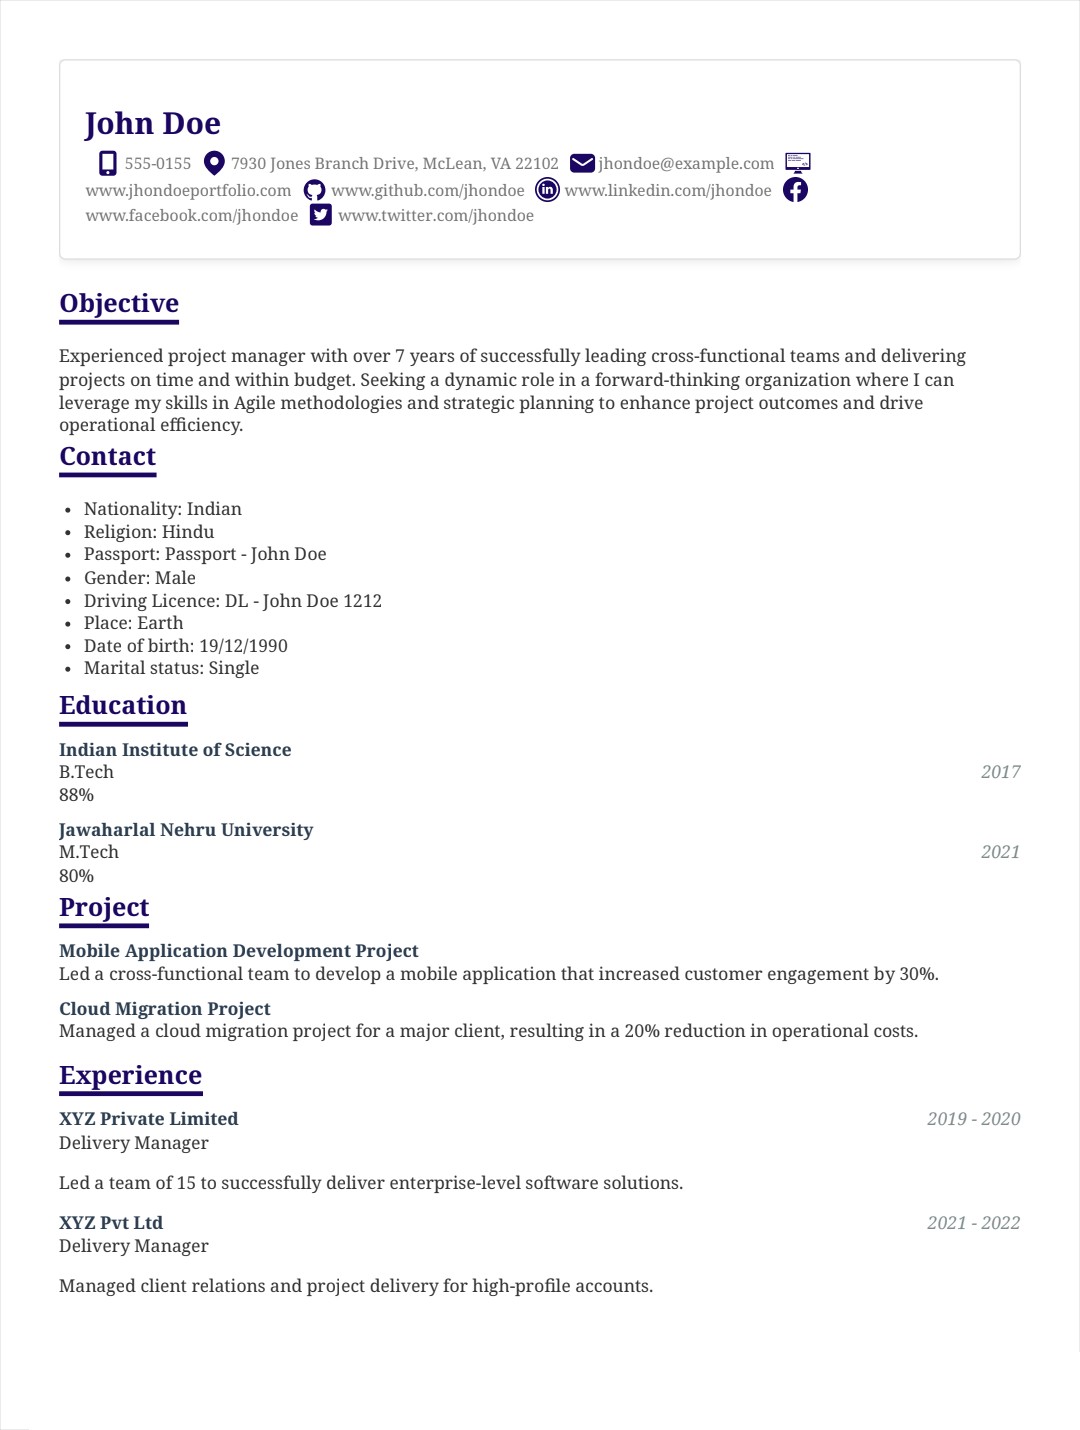 John Doe
555-0155 7930 Jones Branch Drive, McLean, VA 22102 jhondoe@example.com
www.jhondoeportfolio.com www.github.com/jhondoe www.linkedin.com/jhondoe
www.facebook.com/jhondoe www.twitter.com/jhondoe
Objective
Experienced project manager with over 7 years of successfully leading cross-functional teams and delivering
projects on time and within budget. Seeking a dynamic role in a forward-thinking organization where I can
leverage my skills in Agile methodologies and strategic planning to enhance project outcomes and drive
operational efficiency.
Contact
• Nationality: Indian
• Religion: Hindu
• Passport: Passport - John Doe
• Gender: Male
• Driving Licence: DL - John Doe 1212
• Place: Earth
• Date of birth: 19/12/1990
• Marital status: Single
Education
Indian Institute of Science
B.Tech 2017
88%
Jawaharlal Nehru University
M.Tech 2021
80%
Project
Mobile Application Development Project
Led a cross-functional team to develop a mobile application that increased customer engagement by 30%.
Cloud Migration Project
Managed a cloud migration project for a major client, resulting in a 20% reduction in operational costs.
Experience
XYZ Private Limited 2019 - 2020
Delivery Manager
Led a team of 15 to successfully deliver enterprise-level software solutions.
XYZ Pvt Ltd 2021 - 2022
Delivery Manager
Managed client relations and project delivery for high-profile accounts.